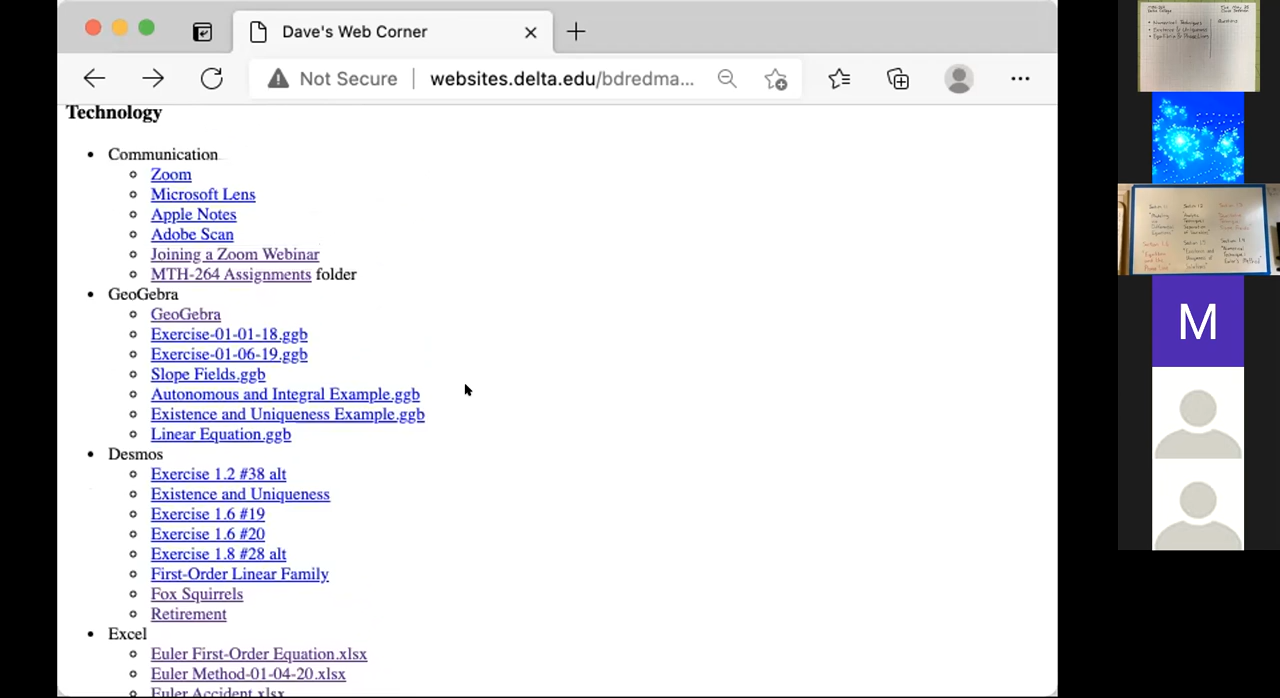 Dave's Web Corner
Not Secure
websites.delta.edu/bdredma...
Technology
Communication
Zoom
Microsoft Lens
Apple Notes
Adobe Scan
Joining a Zoom Webinar
MTH-264 Assignments folder
GeoGebra
GeoGebra
Exercise-01-01-18.ggb
Exercise-01-06-19.ggb
Slope Fields.ggb
Autonomous and Integral Example.ggb
Existence and Uniqueness Example.ggb
Linear Equation.ggb
Desmos
Exercise 1.2 #38 alt
Existence and Uniqueness
Exercise 1.6 #19
Exercise 1.6 #20
Exercise 1.8 #28 alt
First-Order Linear Family
Fox Squirrels
Retirement
Excel
Euler First-Order Equation.xlsx
Euler Method-01-04-20.xlsx
Euler Accident.xlsx
M